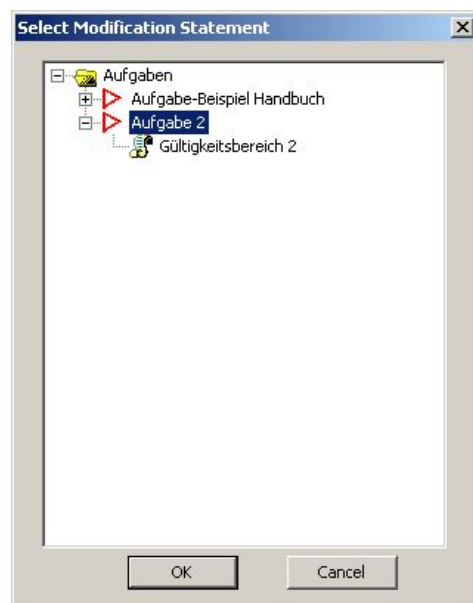 Select Modification Statement
Aufgaben
Aufgabe-Beispiel Handbuch
Aufgabe 2
Gültigkeitsbereich 2
OK
Cancel